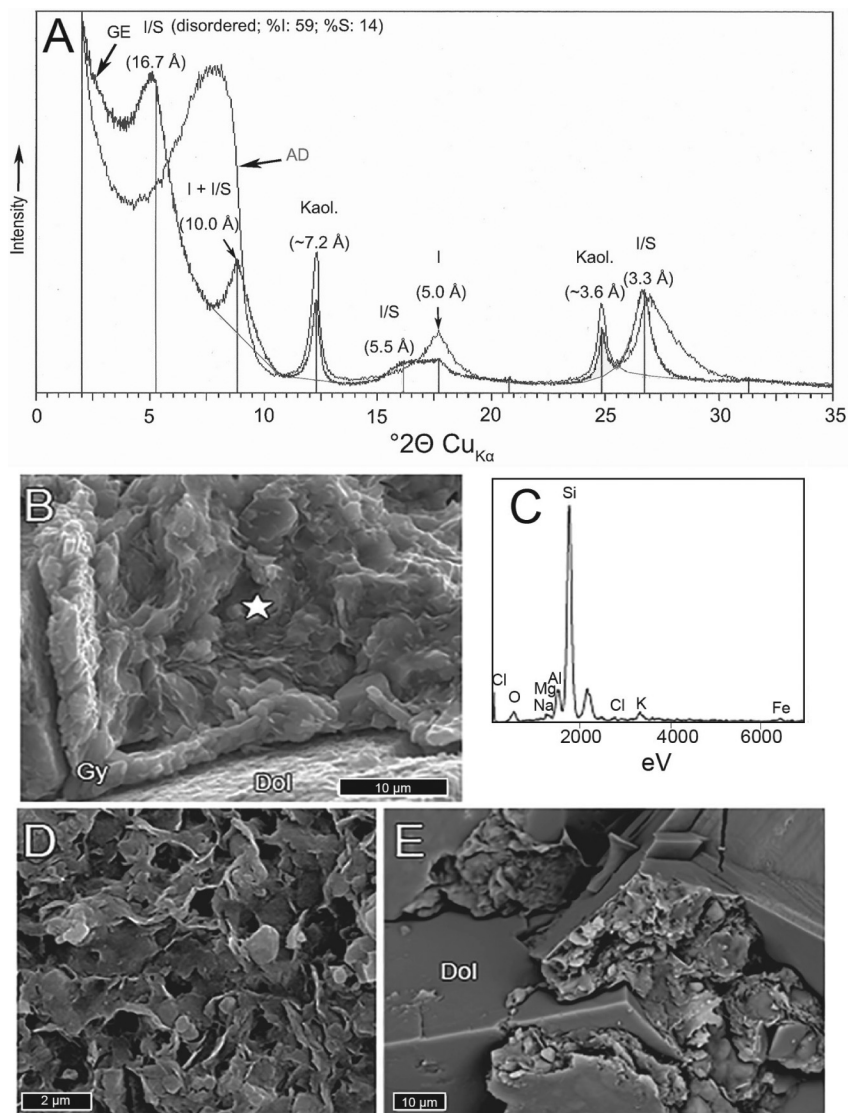 A
GE
I/S (disordered; %I: 59; %S: 14)
(16.7 Å)
AD
I + I/S
(10.0 Å)
Kaol.
(~7.2 Å)
I/S
(5.5 Å)
I
(5.0 Å)
Kaol.
(~3.6 Å)
I/S
(3.3 Å)
Intensity
0 5 10 15 20 25 30 35
°2Θ CuKα
B
Gy
Dol
10 µm
C
Si
Cl
O
Mg
Na
Al
Cl
K
Fe
2000 4000 6000
eV
D
2 µm
E
Dol
10 µm